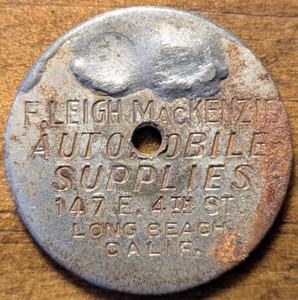 F. LEIGH MACKENZIE
AUTOMOBILE
SUPPLIES
147 E. 4TH ST.
LONG BEACH,
CALIF.